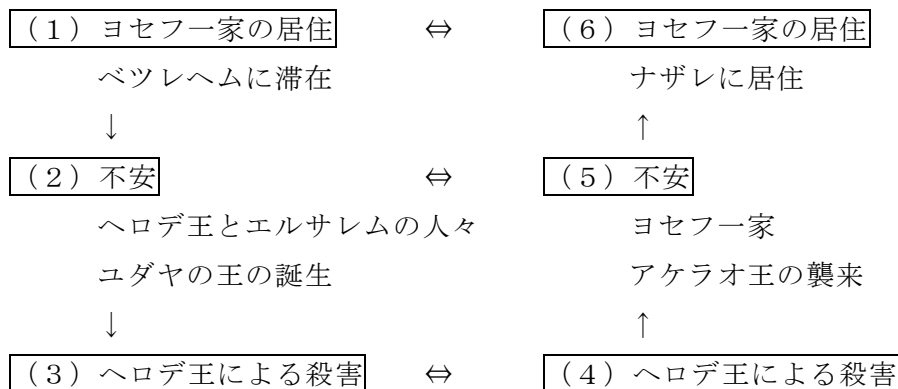 （１）ヨセフ一家の居住 ⇔ （６）ヨセフ一家の居住
ベツレヘムに滞在 ナザレに居住
↓ ↑
（２）不安 ⇔ （５）不安
ヘロデ王とエルサレムの人々 ヨセフ一家
ユダヤの王の誕生 アケラオ王の襲来
↓ ↑
（３）ヘロデ王による殺害 ⇔ （４）ヘロデ王による殺害